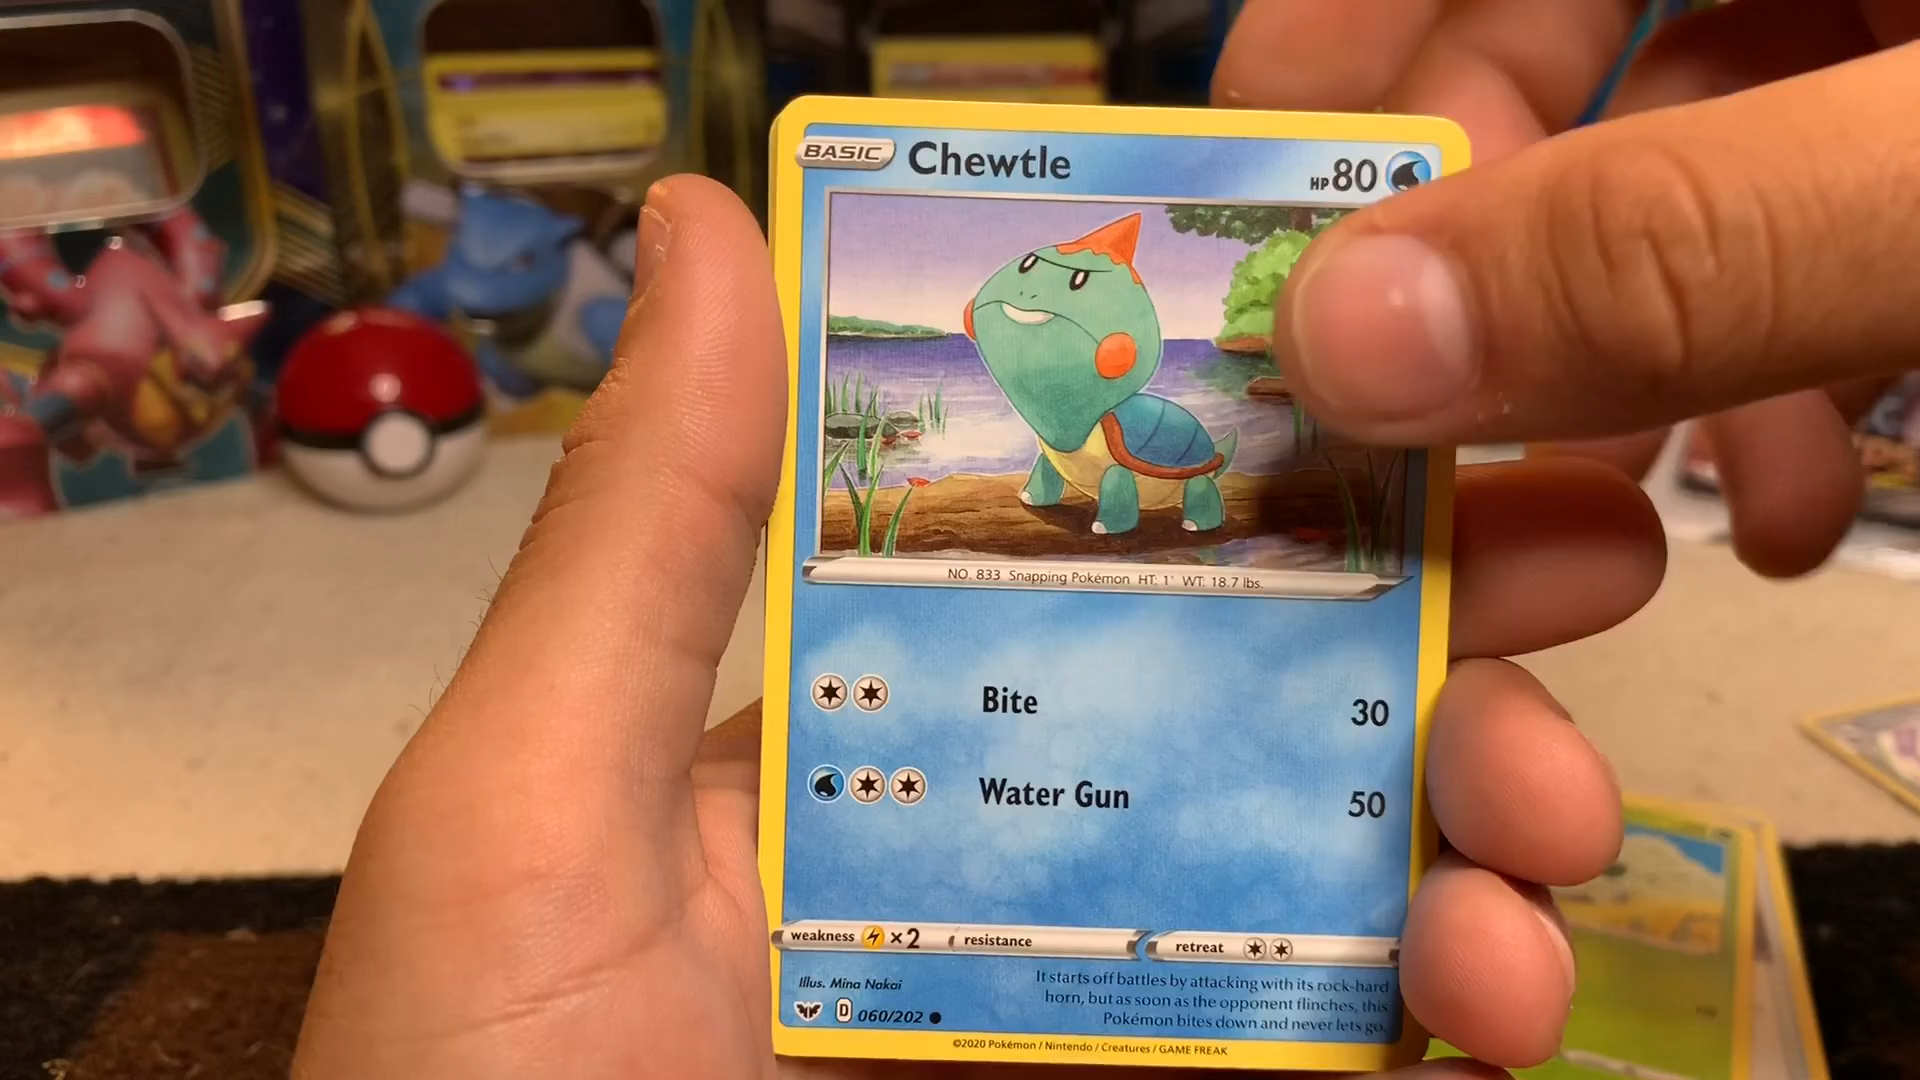 BASIC Chewtle HP 80
NO. 833 Snapping Pokémon HT: 1' WT: 18.7 lbs.
Bite 30
Water Gun 50
weakness ×2 resistance retreat
Illus. Mina Nakai
It starts off battles by attacking with its rock-hard
horn, but as soon as the opponent flinches, this
Pokémon bites down and never lets go.
D 060/202
©2020 Pokémon / Nintendo / Creatures / GAME FREAK